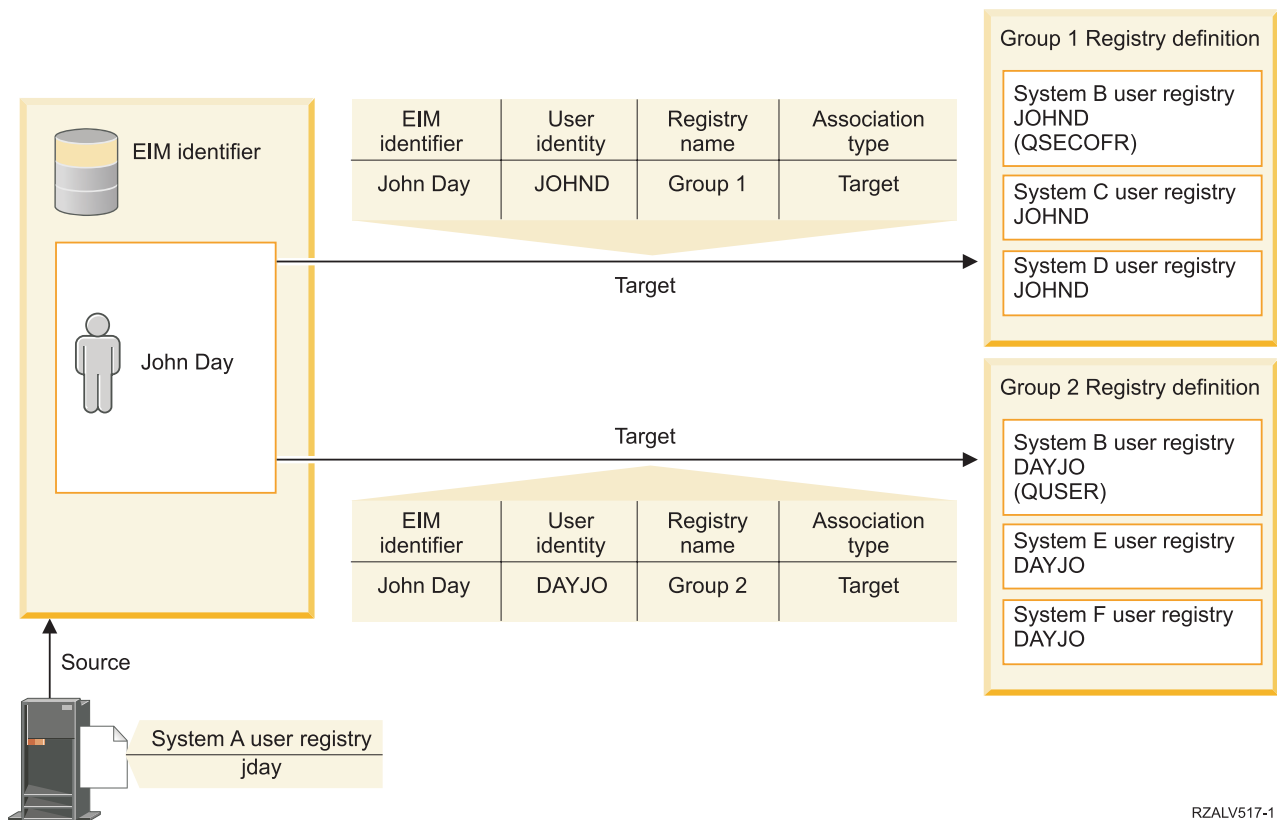 EIM identifier
John Day
Source
System A user registry
jday
EIM identifier
User identity
Registry name
Association type
John Day
JOHND
Group 1
Target
Target
Target
EIM identifier
User identity
Registry name
Association type
John Day
DAYJO
Group 2
Target
Group 1 Registry definition
System B user registry
JOHND
(QSECOFR)
System C user registry
JOHND
System D user registry
JOHND
Group 2 Registry definition
System B user registry
DAYJO
(QUSER)
System E user registry
DAYJO
System F user registry
DAYJO
RZALV517-1